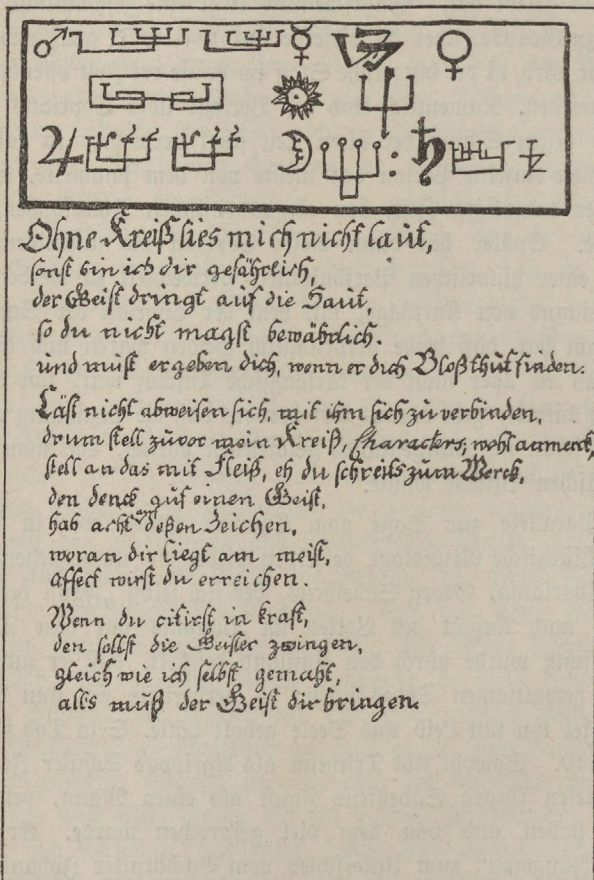 Ohne Kreiß lies mich nicht laut,
sonst bin ich dir gefährlich,
der Geist dringt auf die Haut,
so du nicht magst bewährlich.
und must ergeben dich, wenn er dich Bloß thut finden.
Läst nicht abweisen sich, mit ihm sich zu verbinden,
drum stell zuvor mein Kreiß, Characters, wohl anmerck,
stell an das mit Fleiß, eh du schreits zum Werck,
den denck auf einen Geist,
hab acht deßen Zeichen,
woran dir liegt am meist,
affect wirst du erreichen.
Wenn du citirst in kraft,
den sollst die Geister zwingen,
gleich wie ich selbst gemaht,
alls muß der Geist dir bringen.